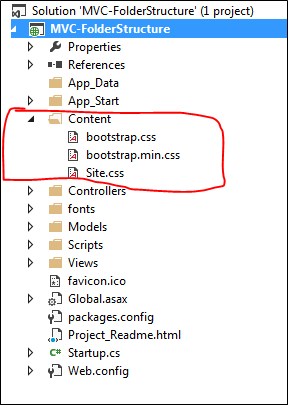 Solution 'MVC-FolderStructure' (1 project)
MVC-FolderStructure
Properties
References
App_Data
App_Start
Content
bootstrap.css
bootstrap.min.css
Site.css
Controllers
fonts
Models
Scripts
Views
favicon.ico
Global.asax
packages.config
Project_Readme.html
C# Startup.cs
Web.config